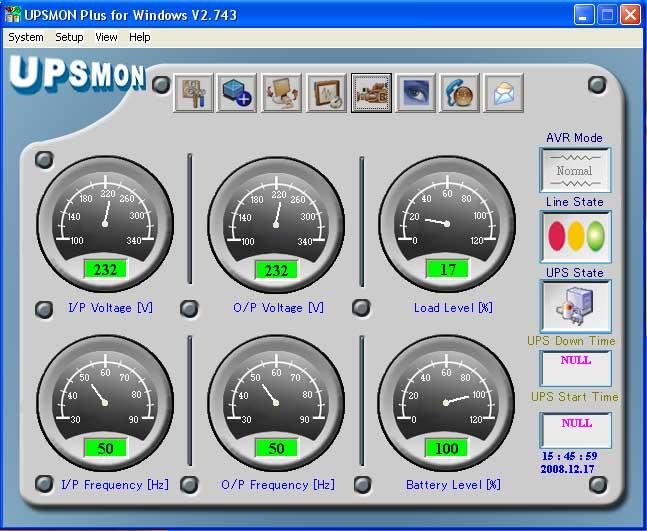 UPSMON Plus for Windows V2.743
System Setup View Help
UPSMON
AVR Mode
Normal
Line State
UPS State
UPS Down Time
NULL
UPS Start Time
NULL
15 : 45 : 59
2008.12.17
100 140 180 220 260 300 340
232
I/P Voltage [V]
100 140 180 220 260 300 340
232
O/P Voltage [V]
0 20 40 60 80 100 120
17
Load Level [%]
30 40 50 60 70 80 90
50
I/P Frequency [Hz]
30 40 50 60 70 80 90
50
O/P Frequency [Hz]
0 20 40 60 80 100 120
100
Battery Level [%]